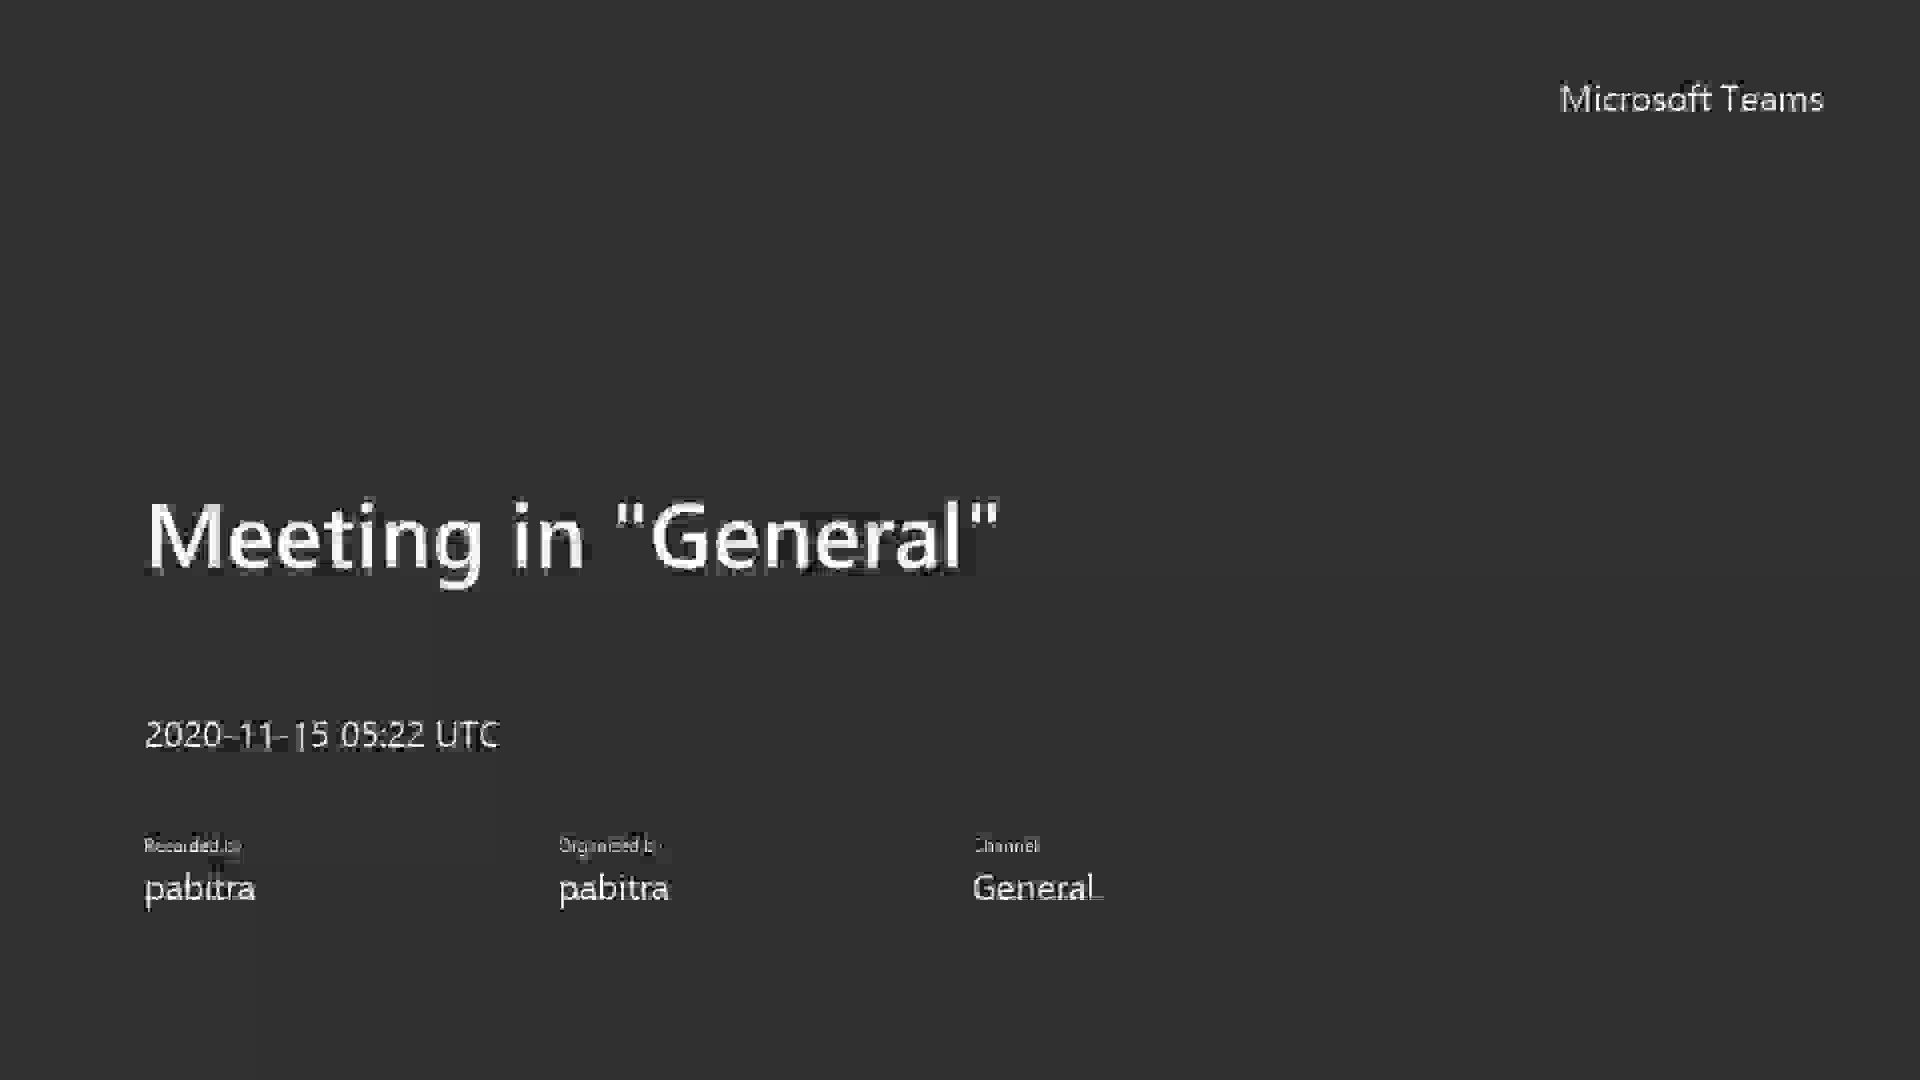 Microsoft Teams
Meeting in "General"
2020-11-15 05:22 UTC
Recorded by
Organized by
Channel
pabitra
pabitra
General